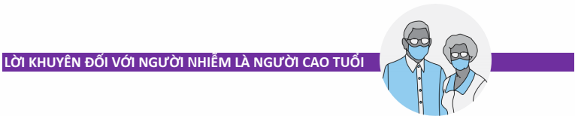 LỜI KHUYÊN ĐỐI VỚI NGƯỜI NHIỄM LÀ NGƯỜI CAO TUỔI